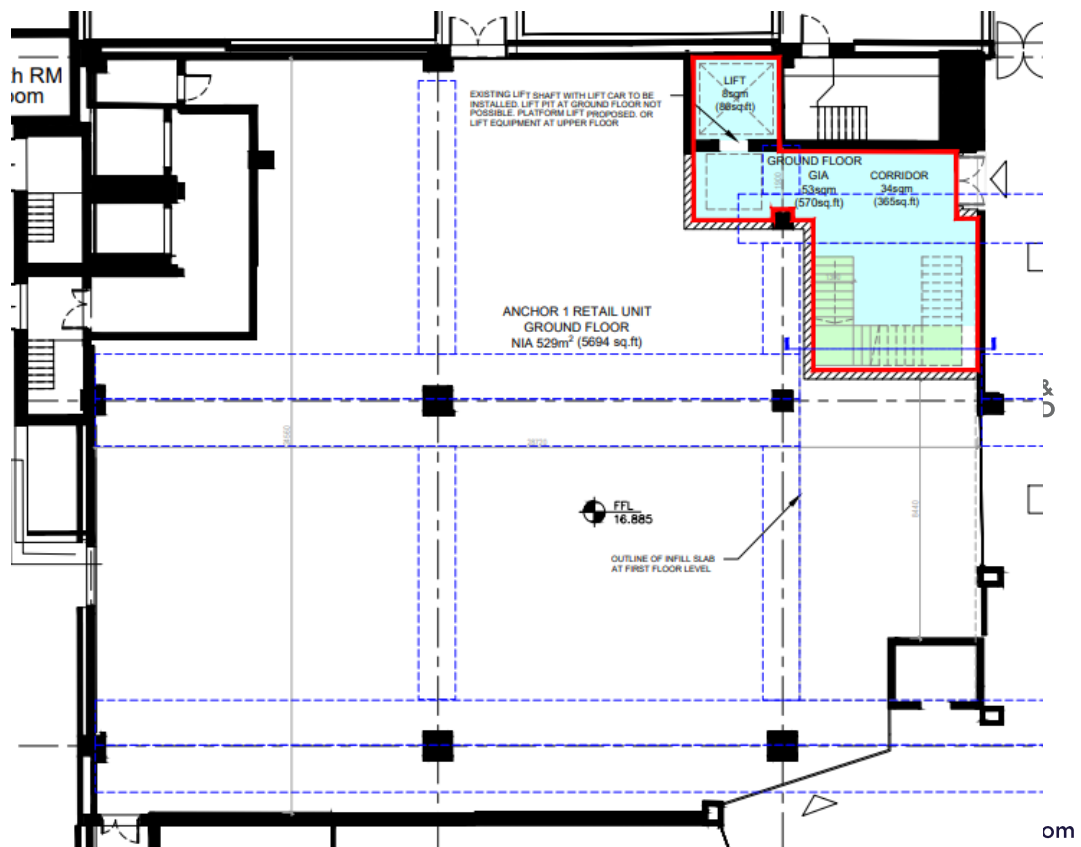 th RM
oom
EXISTING LIFT SHAFT WITH LIFT CAR TO BE
INSTALLED. LIFT PIT AT GROUND FLOOR NOT
POSSIBLE. PLATFORM LIFT PROPOSED. OR
LIFT EQUIPMENT AT UPPER FLOOR
LIFT
8sqm
GROUND FLOOR
GIA
53sqm
(570sq.ft)
CORRIDOR
34sqm
(365sq.ft)
ANCHOR 1 RETAIL UNIT
GROUND FLOOR
NIA 529m² (5694 sq.ft)
&
FFL
16.885
8440
OUTLINE OF INFILL SLAB
AT FIRST FLOOR LEVEL
om